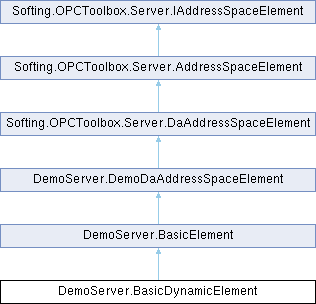 Softing.OPCToolbox.Server.IAddressSpaceElement
Softing.OPCToolbox.Server.AddressSpaceElement
Softing.OPCToolbox.Server.DaAddressSpaceElement
DemoServer.DemoDaAddressSpaceElement
DemoServer.BasicElement
DemoServer.BasicDynamicElement